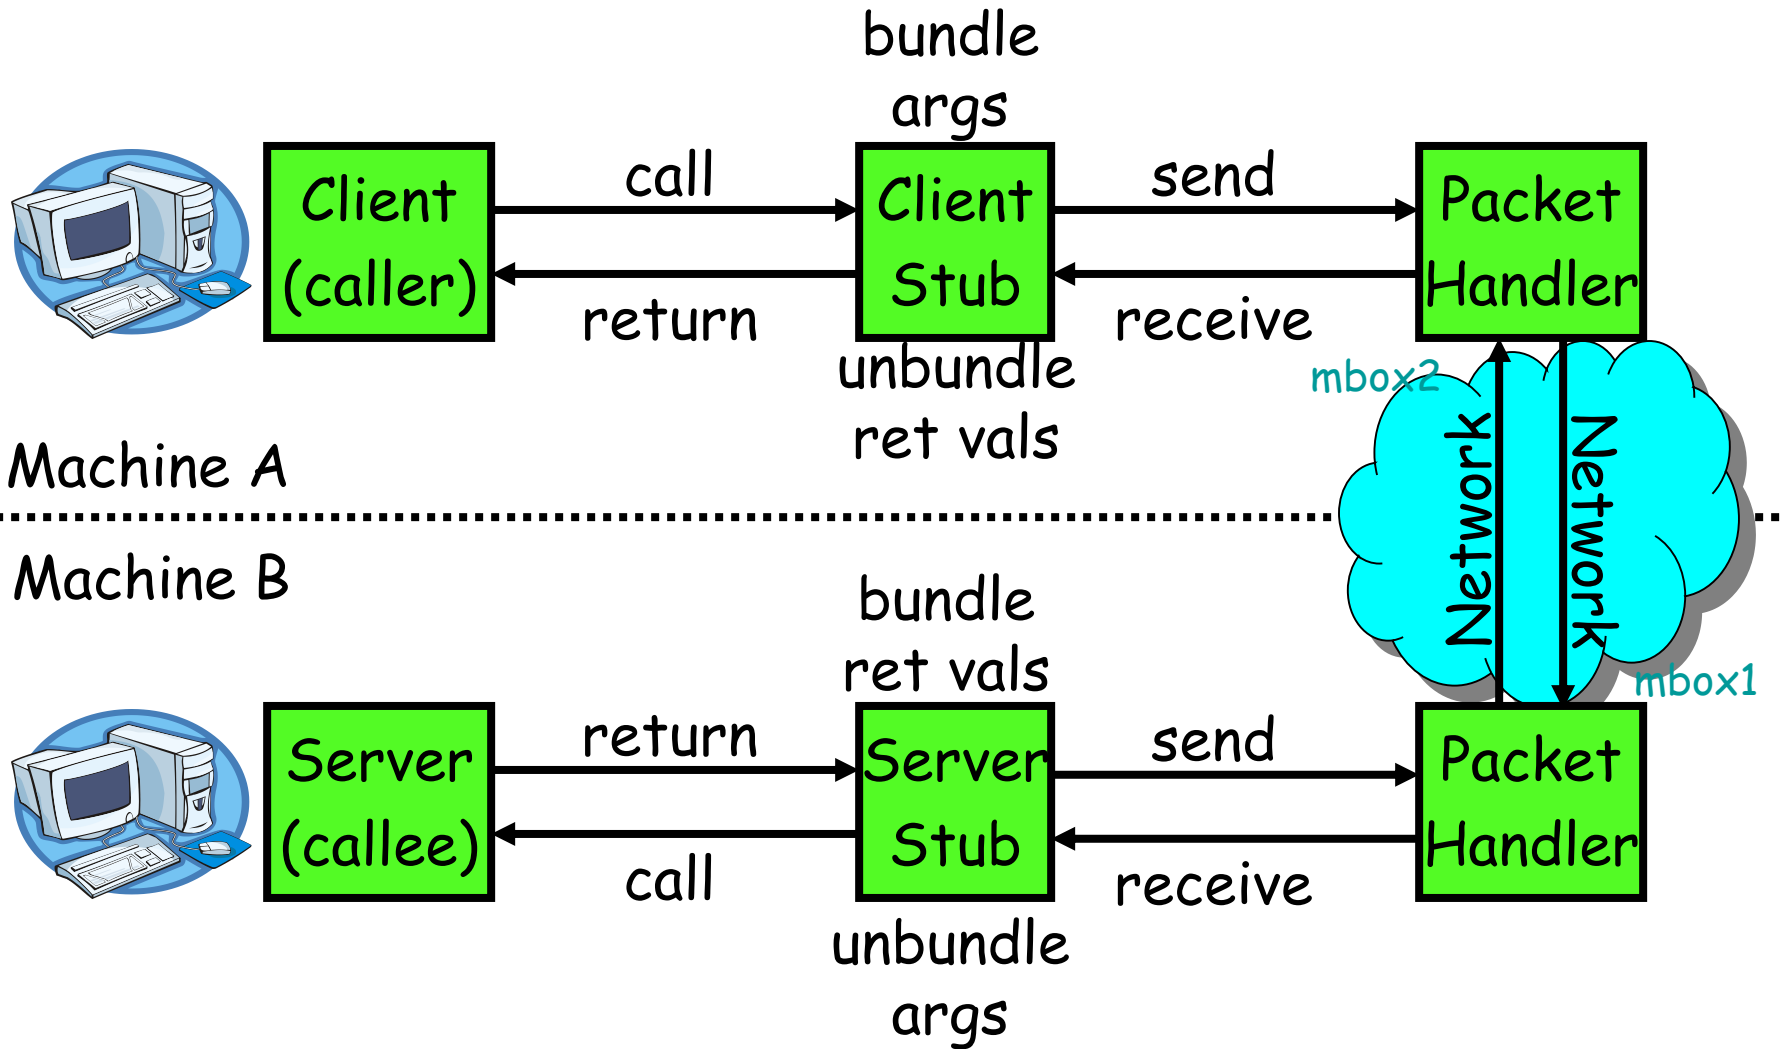 bundle
args
Client
(caller)
call
return
Client
Stub
send
receive
Packet
Handler
unbundle
ret vals
mbox2
Network
Network
Machine A
Machine B
mbox1
bundle
ret vals
Server
(callee)
return
call
Server
Stub
send
receive
Packet
Handler
unbundle
args